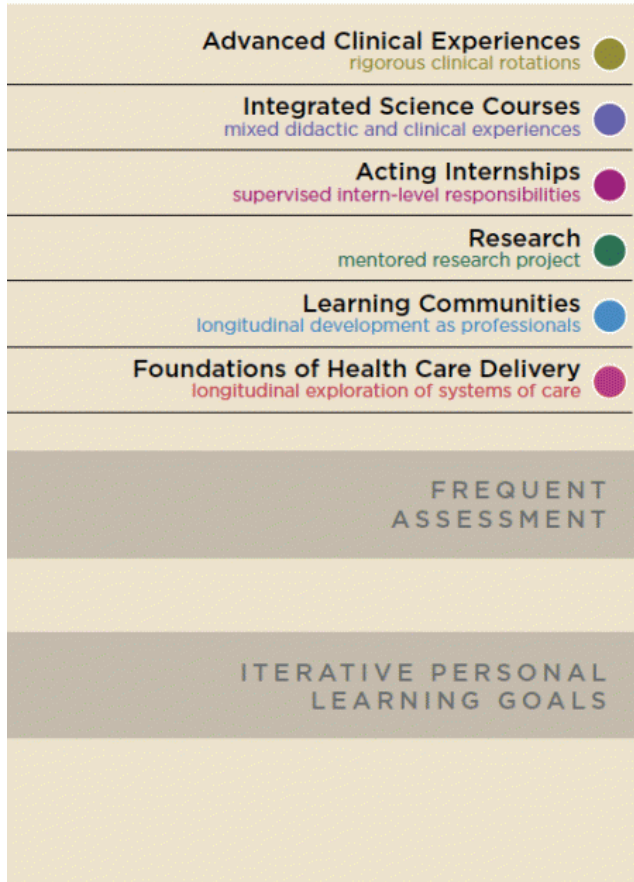 Advanced Clinical Experiences
rigorous clinical rotations
Integrated Science Courses
mixed didactic and clinical experiences
Acting Internships
supervised intern-level responsibilities
Research
mentored research project
Learning Communities
longitudinal development as professionals
Foundations of Health Care Delivery
longitudinal exploration of systems of care
FREQUENT
ASSESSMENT
ITERATIVE PERSONAL
LEARNING GOALS